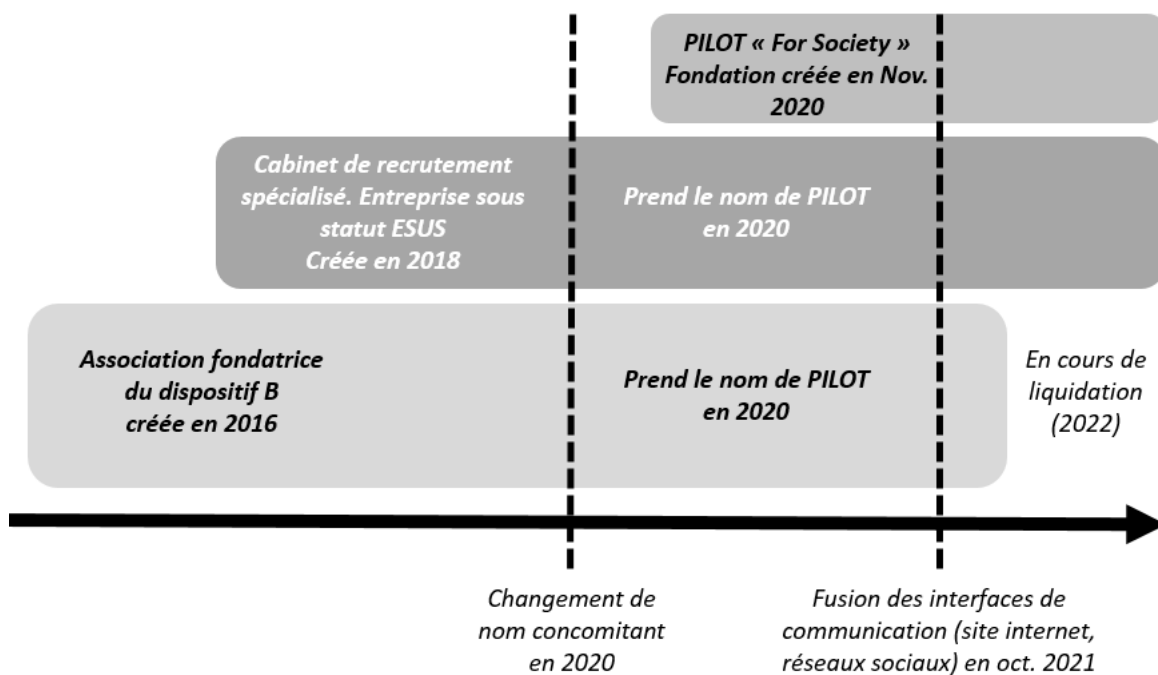 PILOT « For Society »
Fondation créée en Nov.
2020
Cabinet de recrutement
spécialisé. Entreprise sous
statut ESUS
Créée en 2018
Prend le nom de PILOT
en 2020
Association fondatrice
du dispositif B
créée en 2016
Prend le nom de PILOT
en 2020
En cours de
liquidation
(2022)
Changement de
nom concomitant
en 2020
Fusion des interfaces de
communication (site internet,
réseaux sociaux) en oct. 2021